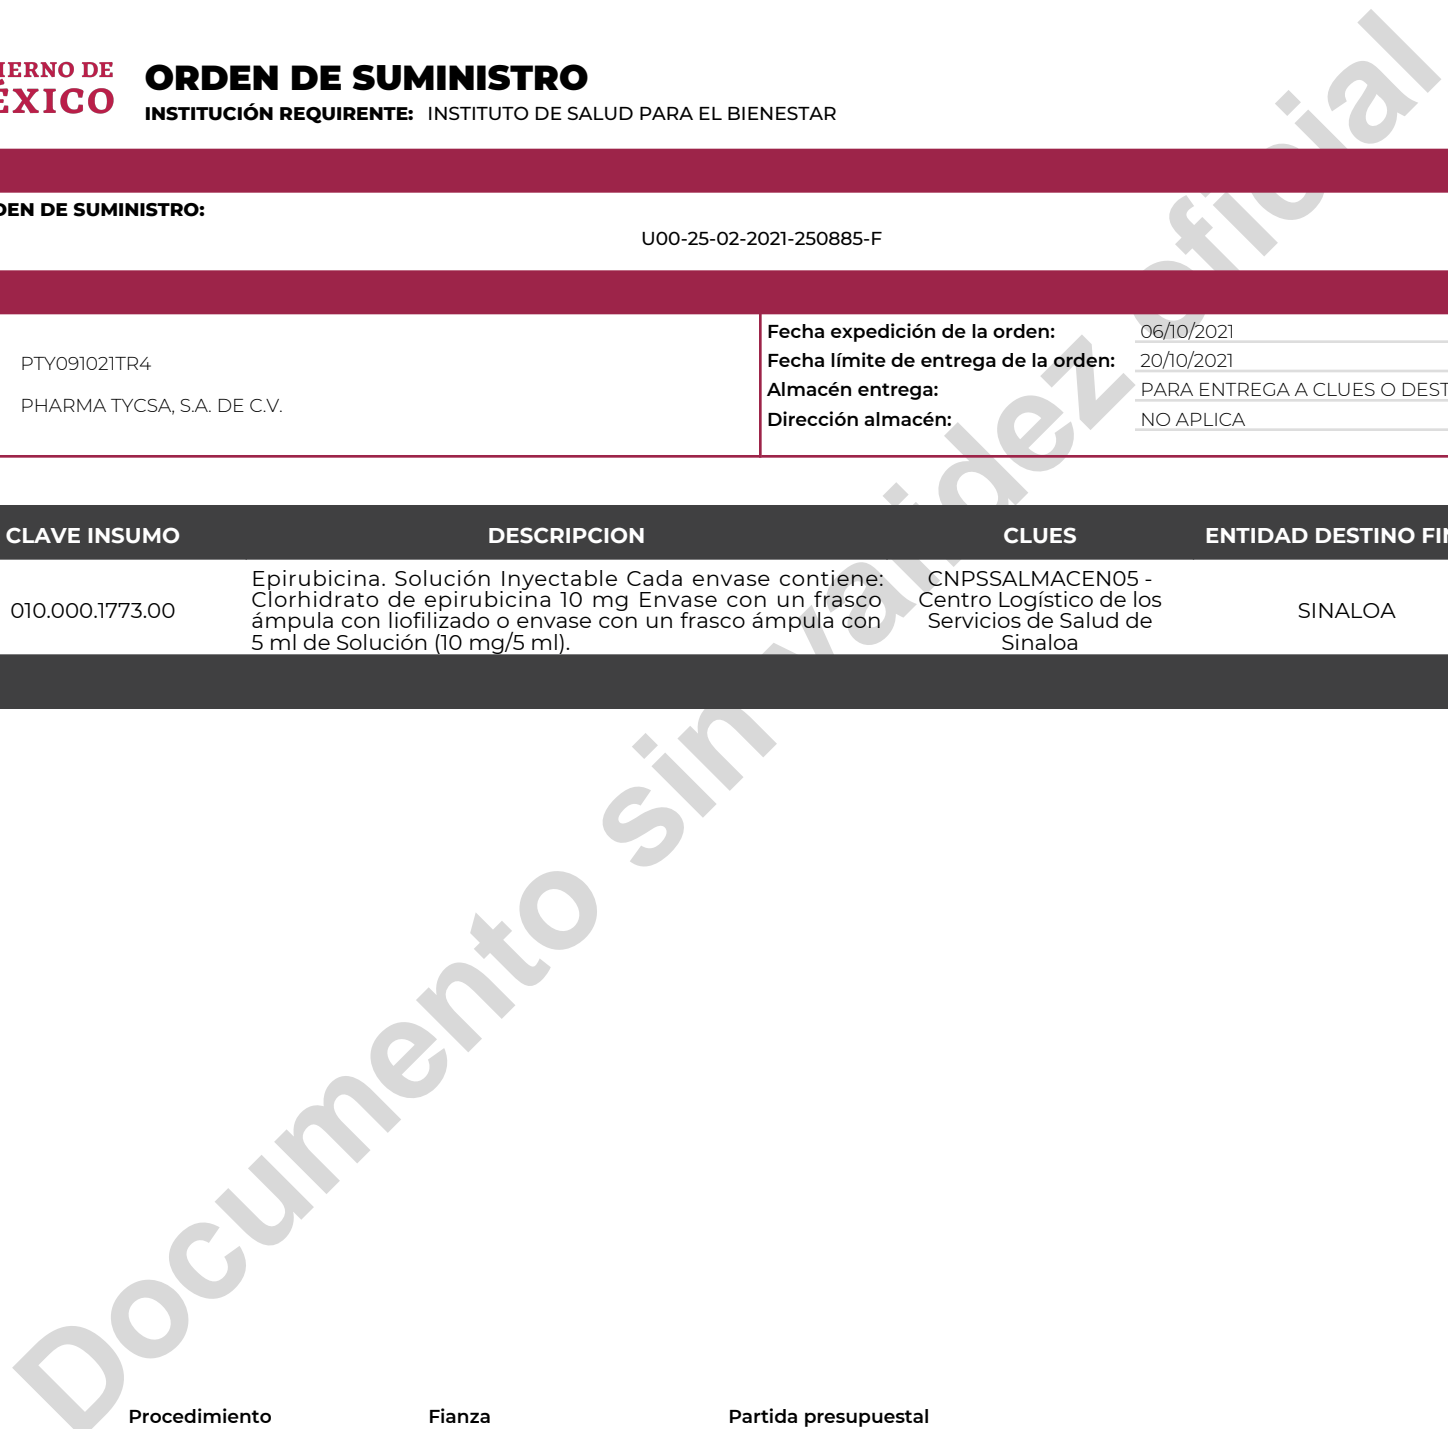 IERNO DE
ÉXICO
ORDEN DE SUMINISTRO
INSTITUCIÓN REQUIRENTE: INSTITUTO DE SALUD PARA EL BIENESTAR
DEN DE SUMINISTRO:
U00-25-02-2021-250885-F
PTY091021TR4
PHARMA TYCSA, S.A. DE C.V.
Fecha expedición de la orden: 06/10/2021
Fecha límite de entrega de la orden: 20/10/2021
Almacén entrega: PARA ENTREGA A CLUES O DEST
Dirección almacén: NO APLICA
CLAVE INSUMO DESCRIPCION CLUES ENTIDAD DESTINO FIN
010.000.1773.00
Epirubicina. Solución Inyectable Cada envase contiene:
Clorhidrato de epirubicina 10 mg Envase con un frasco
ámpula con liofilizado o envase con un frasco ámpula con
5 ml de Solución (10 mg/5 ml).
CNPSSALMACEN05 -
Centro Logístico de los
Servicios de Salud de
Sinaloa
SINALOA
Documento sin validez oficial
Procedimiento Fianza Partida presupuestal